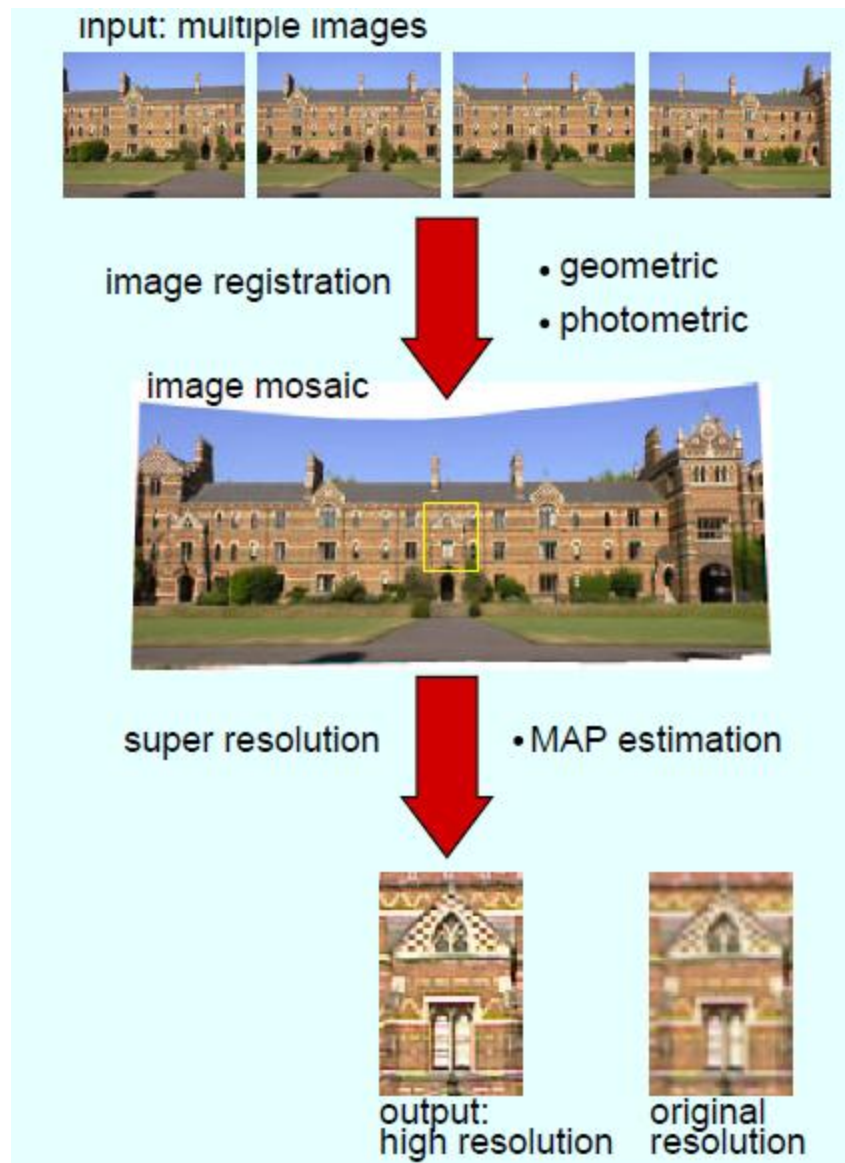 input: multiple images
image registration
• geometric
• photometric
image mosaic
super resolution
• MAP estimation
output:
high resolution
original
resolution